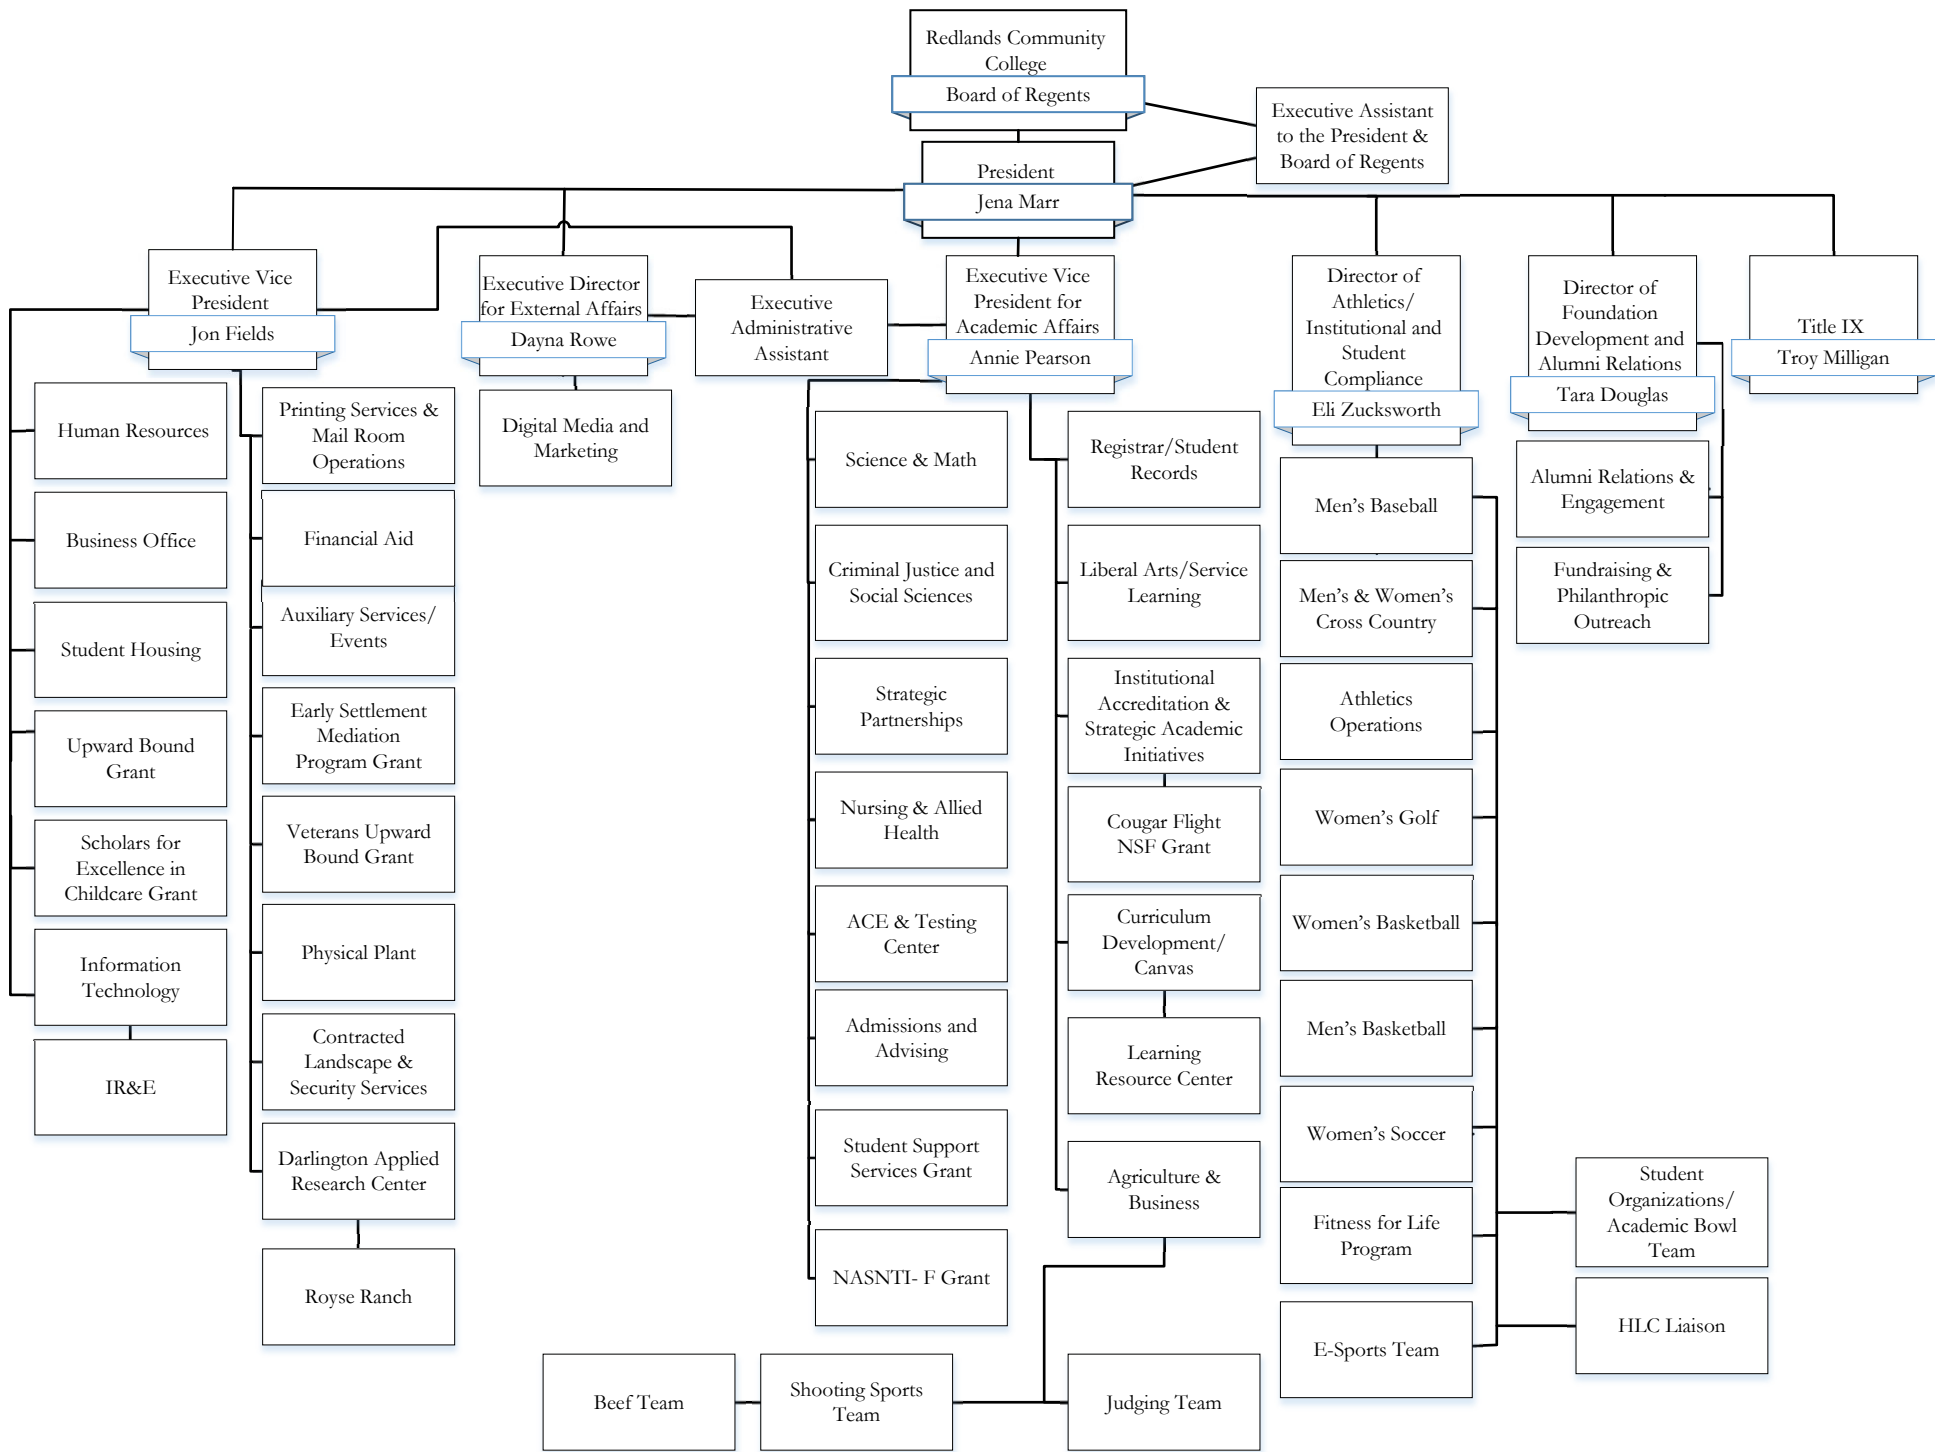 Redlands Community
College
Board of Regents
Executive Assistant
to the President &
Board of Regents
President
Jena Marr
Executive Vice
President
Jon Fields
Executive Director
for External Affairs
Dayna Rowe
Executive
Administrative
Assistant
Executive Vice
President for
Academic Affairs
Annie Pearson
Director of
Athletics/
Institutional and
Student
Compliance
Eli Zucksworth
Director of
Foundation
Development and
Alumni Relations
Tara Douglas
Title IX
Troy Milligan
Human Resources
Business Office
Student Housing
Upward Bound
Grant
Scholars for
Excellence in
Childcare Grant
Information
Technology
IR&E
Printing Services &
Mail Room
Operations
Financial Aid
Auxiliary Services/
Events
Early Settlement
Mediation
Program Grant
Veterans Upward
Bound Grant
Physical Plant
Contracted
Landscape &
Security Services
Darlington Applied
Research Center
Royse Ranch
Digital Media and
Marketing
Science & Math
Criminal Justice and
Social Sciences
Strategic
Partnerships
Nursing & Allied
Health
ACE & Testing
Center
Admissions and
Advising
Student Support
Services Grant
NASNTI- F Grant
Registrar/Student
Records
Liberal Arts/Service
Learning
Institutional
Accreditation &
Strategic Academic
Initiatives
Cougar Flight
NSF Grant
Curriculum
Development/
Canvas
Learning
Resource Center
Agriculture &
Business
Beef Team
Shooting Sports
Team
Judging Team
Men's Baseball
Men's & Women's
Cross Country
Athletics
Operations
Women's Golf
Women's Basketball
Men's Basketball
Women's Soccer
Fitness for Life
Program
E-Sports Team
Student
Organizations/
Academic Bowl
Team
HLC Liaison
Alumni Relations &
Engagement
Fundraising &
Philanthropic
Outreach